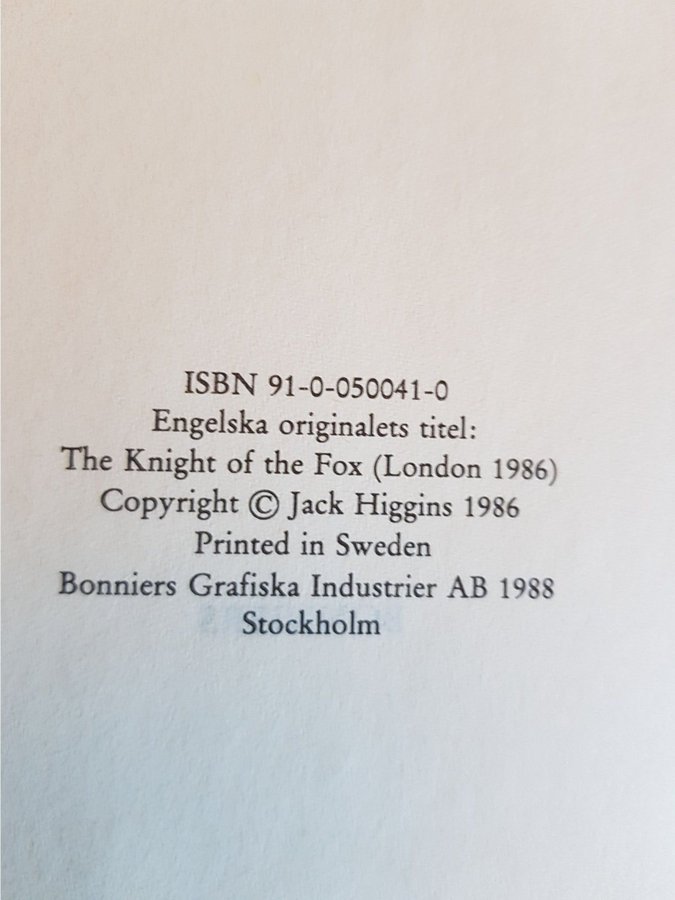 ISBN 91-0-050041-0
Engelska originalets titel:
The Knight of the Fox (London 1986)
Copyright © Jack Higgins 1986
Printed in Sweden
Bonniers Grafiska Industrier AB 1988
Stockholm